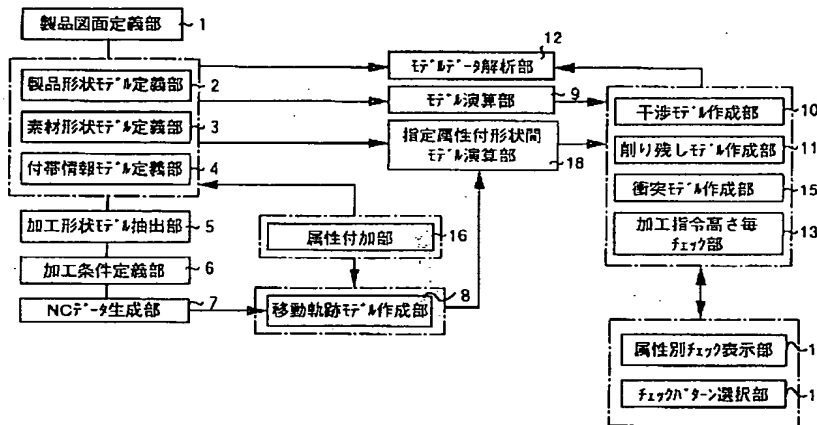 製品図面定義部 1
製品形状モデル定義部 2
素材形状モデル定義部 3
付帯情報モデル定義部 4
加工形状モデル抽出部 5
加工条件定義部 6
NCデータ生成部 7
モデルデータ解析部 12
モデル演算部 9
指定属性付形状間
モデル演算部 18
属性付加部 16
移動軌跡モデル作成部 8
干渉モデル作成部 10
削り残しモデル作成部 11
衝突モデル作成部 15
加工指令高さ毎
チェック部 13
属性別チェック表示部 1
チェックパターン選択部 1